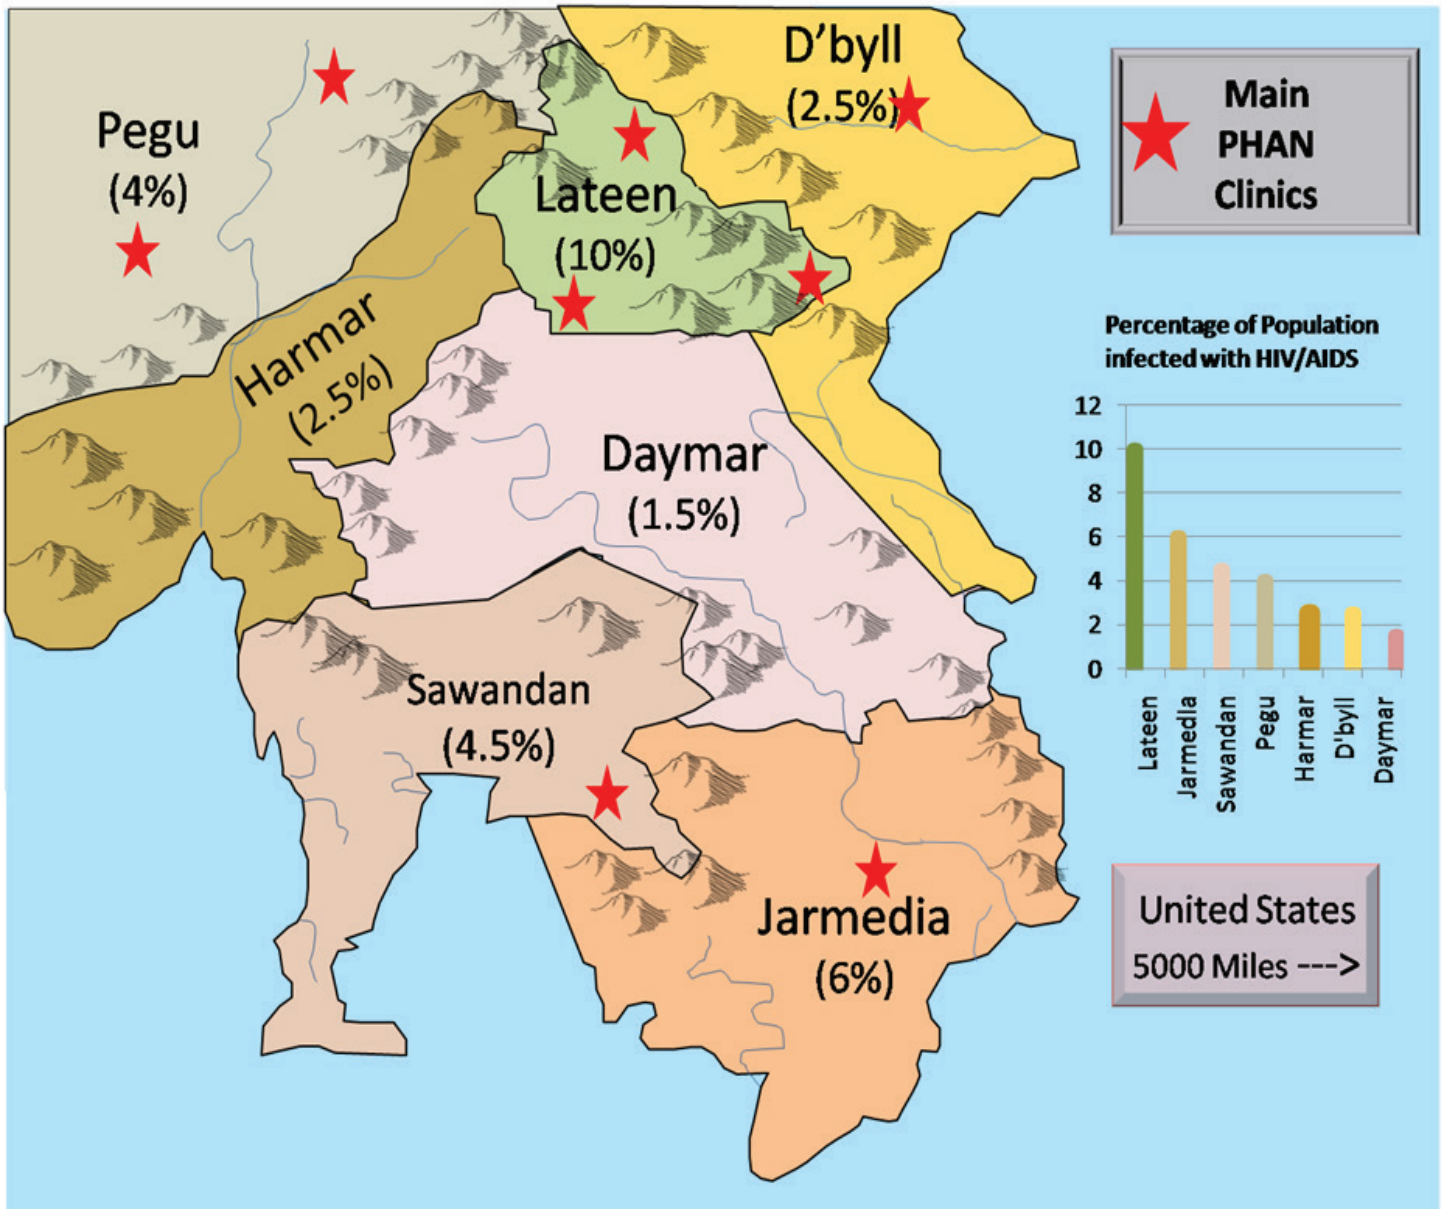 Pegu
(4%)
Harmar
(2.5%)
Lateen
(10%)
D'byll
(2.5%)
Daymar
(1.5%)
Sawandan
(4.5%)
Jarmedia
(6%)
Main
PHAN
Clinics
Percentage of Population
infected with HIV/AIDS
12
10
8
6
4
2
0
Lateen
Jarmedia
Sawandan
Pegu
Harmar
D'byll
Daymar
United States
5000 Miles --->